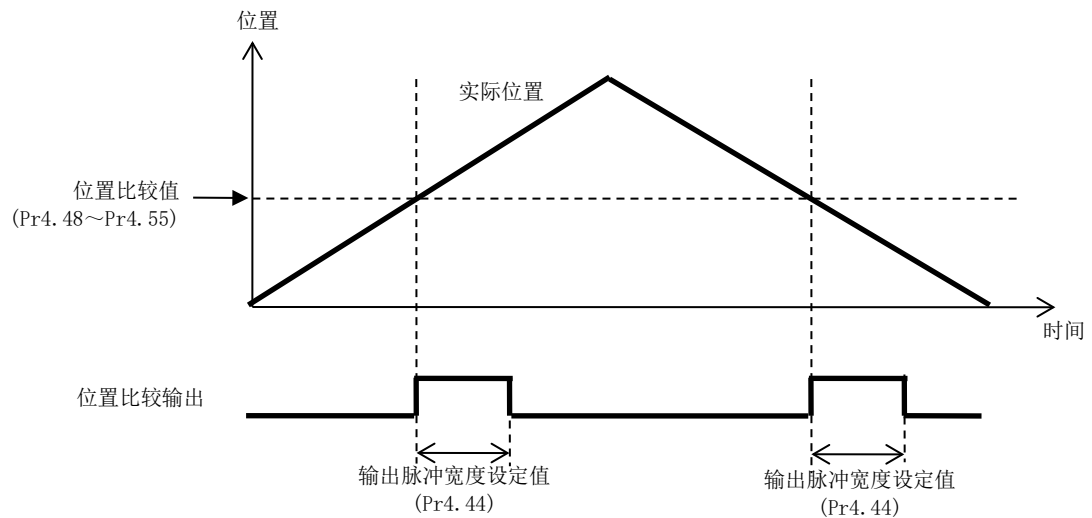 位置
实际位置
位置比较值
(Pr4.48～Pr4.55)
时间
位置比较输出
输出脉冲宽度设定值
(Pr4.44)
输出脉冲宽度设定值
(Pr4.44)